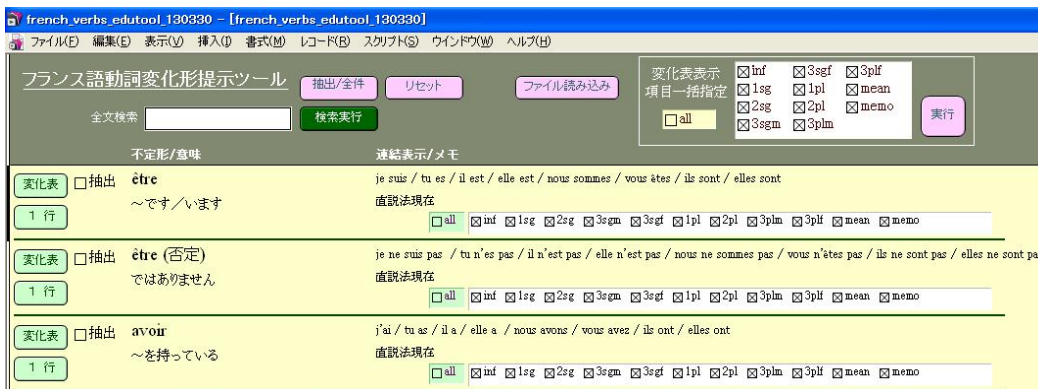 french_verbs_edutool_130330 - [french_verbs_edutool_130330]
ファイル(F) 編集(E) 表示(V) 挿入(I) 書式(M) レコード(R) スクリプト(S) ウインドウ(W) ヘルプ(H)
フランス語動詞変化形提示ツール 抽出/全件 リセット ファイル読み込み
全文検索 検索実行
変化表表示
項目一括指定
all
inf 3sgf 3plf
1sg 1pl mean
2sg 2pl memo
3sgm 3plm
実行
不定形/意味 連結表示/メモ
変化表 抽出 être je suis / tu es / il est / elle est / nous sommes / vous êtes / ils sont / elles sont
～です／います 直説法現在
1 行 all inf 1sg 2sg 3sgm 3sgf 1pl 2pl 3plm 3plf mean memo
変化表 抽出 être (否定) je ne suis pas / tu n'es pas / il n'est pas / elle n'est pas / nous ne sommes pas / vous n'êtes pas / ils ne sont pas / elles ne sont pa
ではありません 直説法現在
1 行 all inf 1sg 2sg 3sgm 3sgf 1pl 2pl 3plm 3plf mean memo
変化表 抽出 avoir j'ai / tu as / il a / elle a / nous avons / vous avez / ils ont / elles ont
～を持っている 直説法現在
1 行 all inf 1sg 2sg 3sgm 3sgf 1pl 2pl 3plm 3plf mean memo